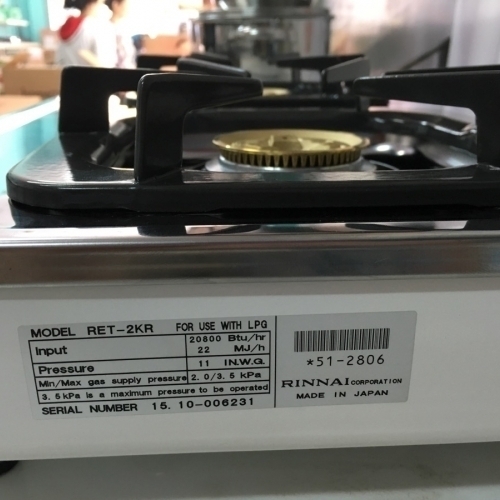 MODEL RET-2KR FOR USE WITH LPG
Input 20800 Btu/hr
22 MJ/h
Pressure 11 IN.W.G.
Min/Max gas supply pressure 2.0/3.5 kPa
3.5kPa is a maximum pressure to be operated
SERIAL NUMBER 15.10-006231
*51-2806
RINNAI CORPORATION
MADE IN JAPAN